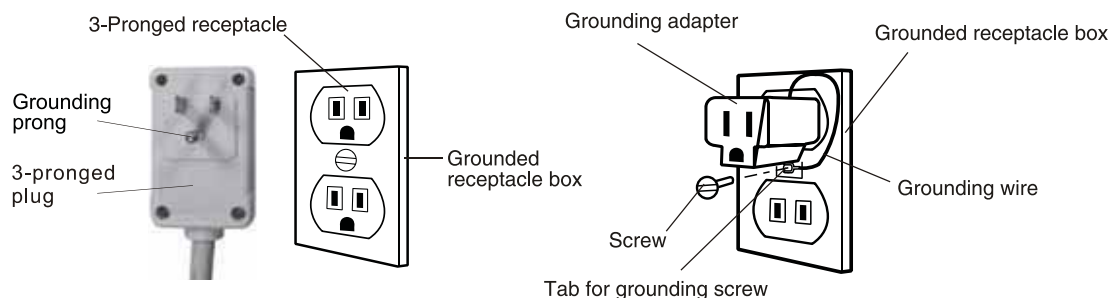 3-Pronged receptacle
Grounding
prong
3-pronged
plug
Grounded
receptacle box
Grounding adapter
Grounded receptacle box
Grounding wire
Screw
Tab for grounding screw